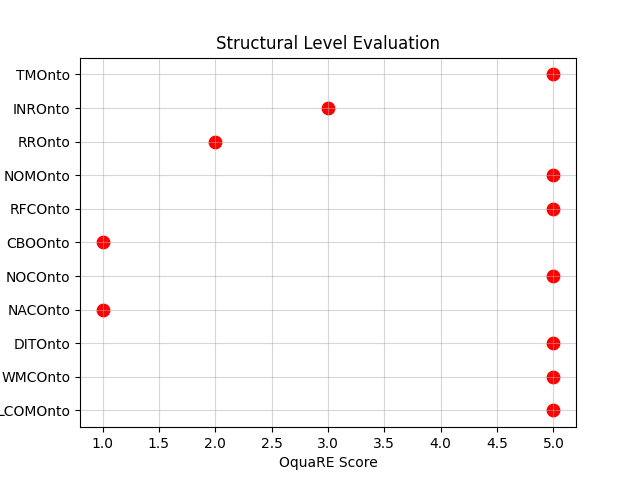 Structural Level Evaluation
TMOnto
INROnto
RROnto
NOMOnto
RFCOnto
CBOOnto
NOCOnto
NACOnto
DITOnto
WMCOnto
LCOMOnto
1.0 1.5 2.0 2.5 3.0 3.5 4.0 4.5 5.0
OquaRE Score